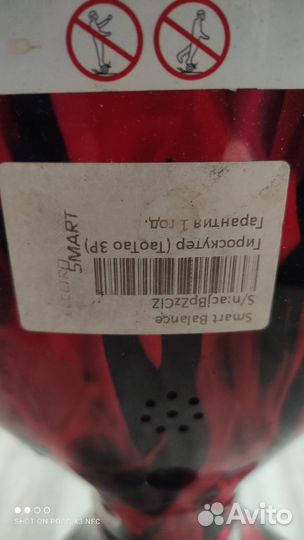 Smart Balance
S/n:
Гироскутер (ТаоТао 3Р)
Гарантия 1 год.
SMART
SHOT ON POCO X3 NFC
Avito